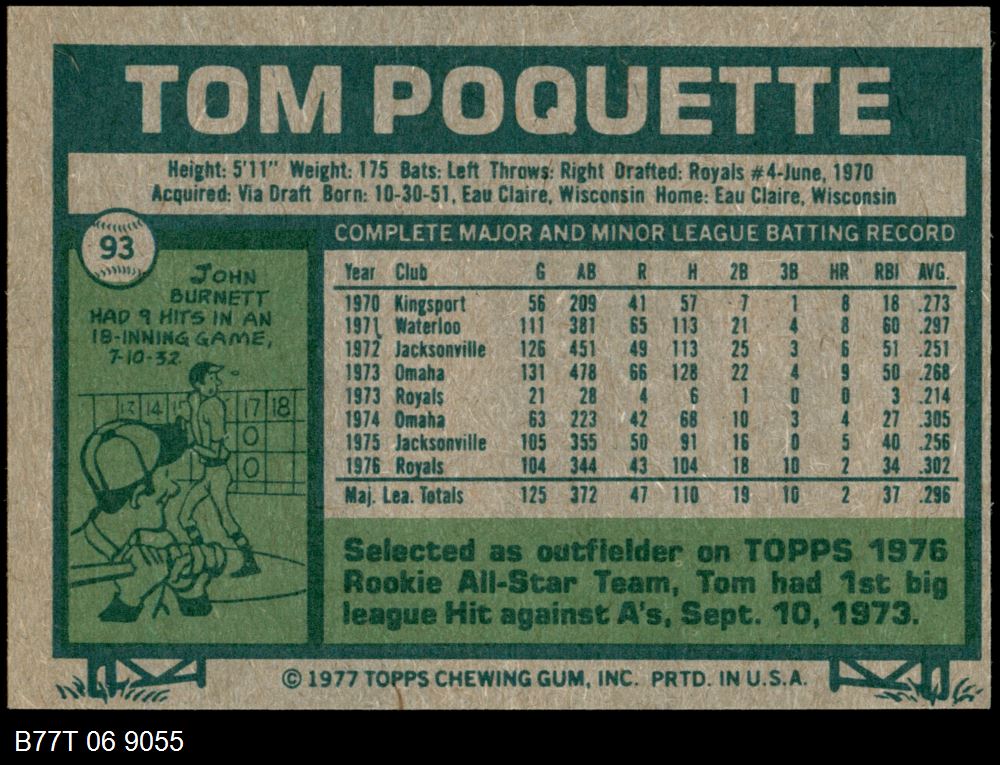 TOM POQUETTE
Height: 5'11" Weight: 175 Bats: Left Throws: Right Drafted: Royals #4-June, 1970
Acquired: Via Draft Born: 10-30-51, Eau Claire, Wisconsin Home: Eau Claire, Wisconsin
93
JOHN
BURNETT
HAD 9 HITS IN AN
18-INNING GAME,
7-10-32
13 14 15 17 18
0
0
COMPLETE MAJOR AND MINOR LEAGUE BATTING RECORD
Year Club G AB R H 2B 3B HR RBI AVG.
1970 Kingsport 56 209 41 57 7 1 8 18 .273
1971 Waterloo 111 381 65 113 21 4 8 60 .297
1972 Jacksonville 126 451 49 113 25 3 6 51 .251
1973 Omaha 131 478 66 128 22 4 9 50 .268
1973 Royals 21 28 4 6 1 0 0 3 .214
1974 Omaha 63 223 42 68 10 3 4 27 .305
1975 Jacksonville 105 355 50 91 16 0 5 40 .256
1976 Royals 104 344 43 104 18 10 2 34 .302
Maj. Lea. Totals 125 372 47 110 19 10 2 37 .296
Selected as outfielder on TOPPS 1976
Rookie All-Star Team, Tom had 1st big
league Hit against A's, Sept. 10, 1973.
© 1977 TOPPS CHEWING GUM, INC. PRTD. IN U.S.A.
B77T 06 9055